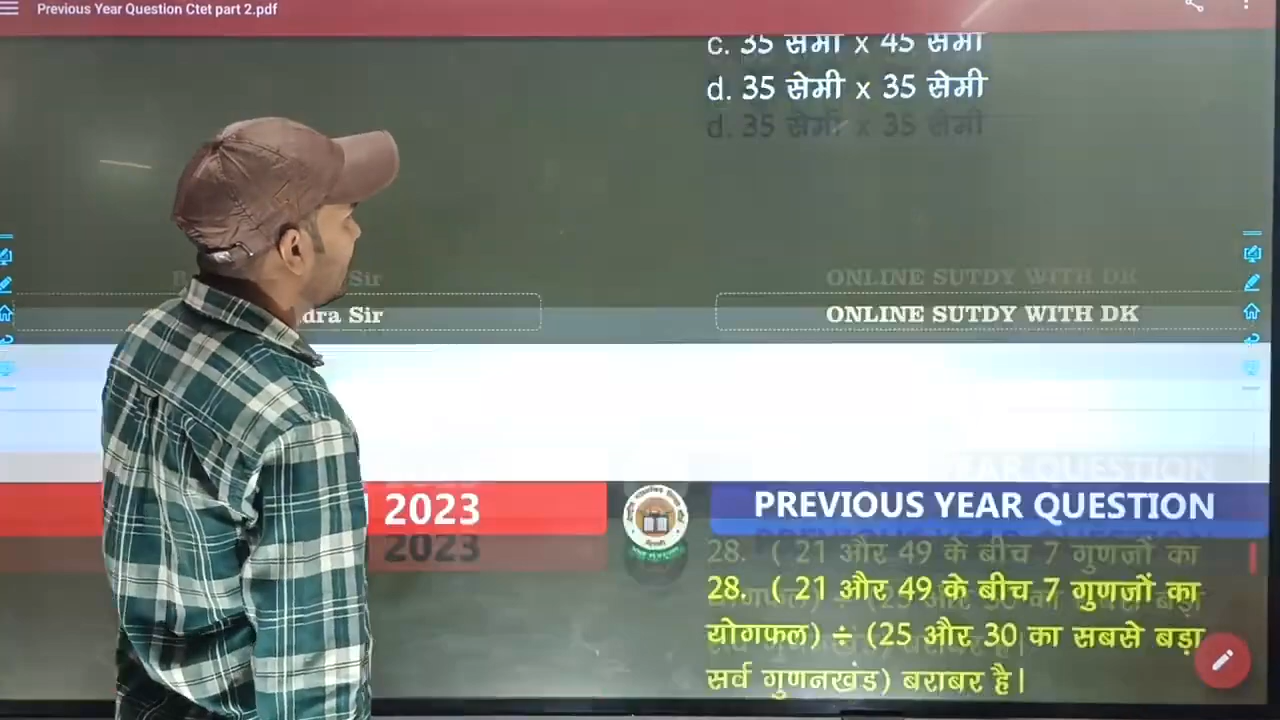 Previous Year Question Ctet part 2.pdf
c. 35 सेमी x 45 सेमी
d. 35 सेमी x 35 सेमी
dra Sir
ONLINE SUTDY WITH DK
2023
PREVIOUS YEAR QUESTION
28. ( 21 और 49 के बीच 7 गुणजों का
योगफल) ÷ (25 और 30 का सबसे बड़ा
सर्व गुणनखंड) बराबर है।